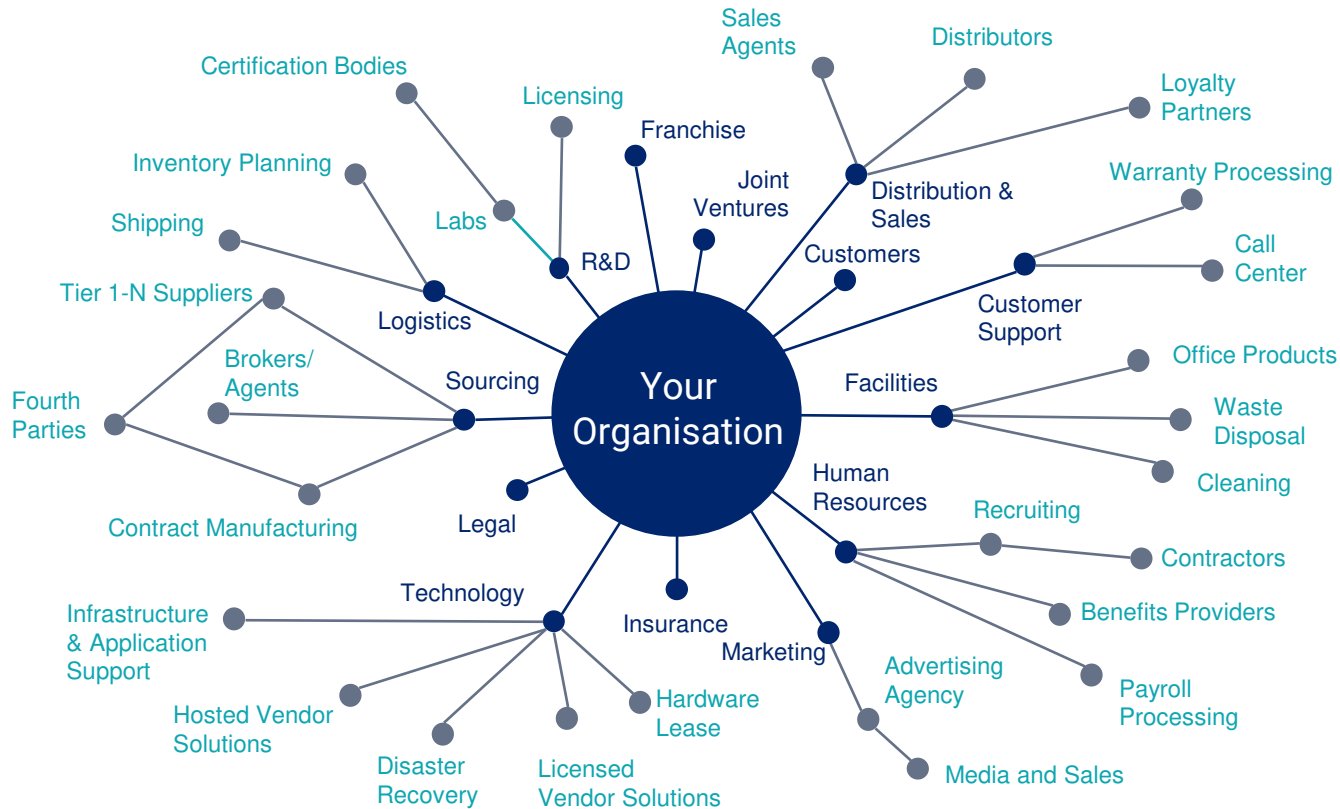 Sales
Agents
Distributors
Certification Bodies
Licensing
Loyalty
Partners
Franchise
Inventory Planning
Joint
Ventures
Distribution &
Sales
Warranty Processing
Shipping
Labs
R&D
Customers
Call
Center
Tier 1-N Suppliers
Logistics
Customer
Support
Brokers/
Agents
Sourcing
Your
Organisation
Facilities
Office Products
Fourth
Parties
Waste
Disposal
Cleaning
Human
Resources
Contract Manufacturing
Legal
Recruiting
Contractors
Technology
Infrastructure
& Application
Support
Insurance
Marketing
Benefits Providers
Advertising
Agency
Payroll
Processing
Hosted Vendor
Solutions
Hardware
Lease
Disaster
Recovery
Licensed
Vendor Solutions
Media and Sales